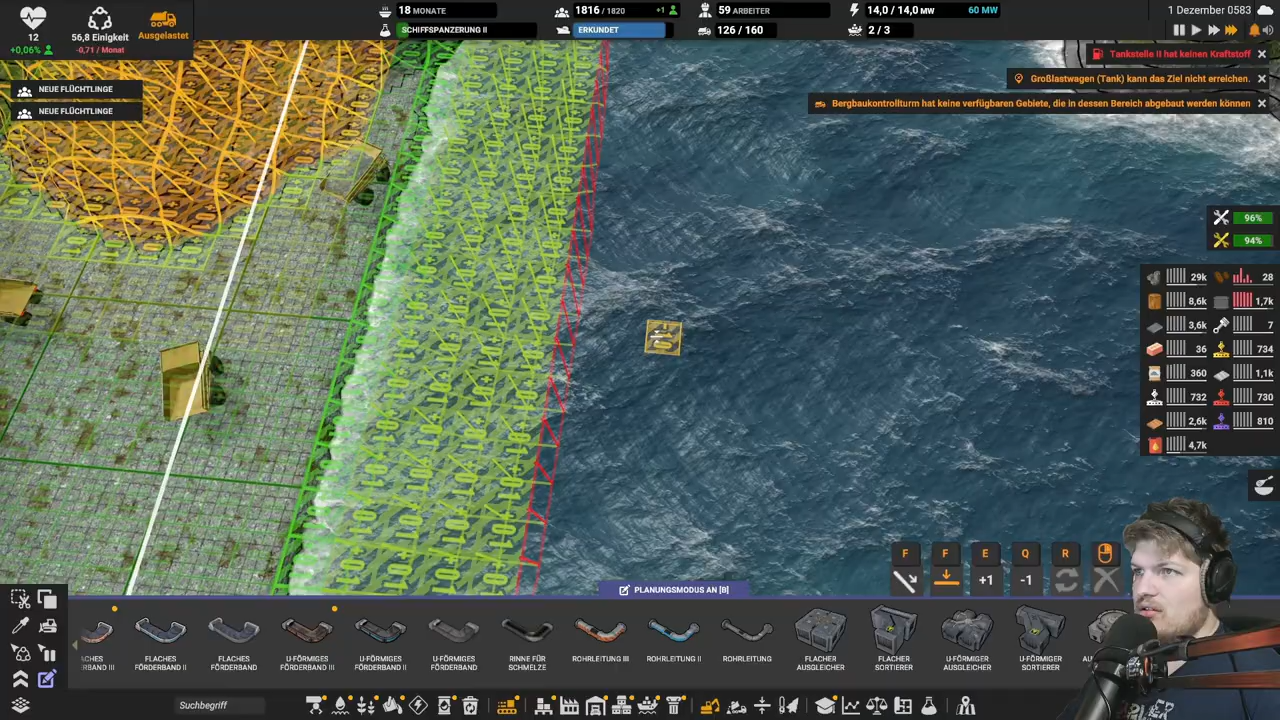 12
+0,06%
56,8 Einigkeit
-0,71 / Monat
Ausgelastet
18 MONATE
SCHIFFSPANZERUNG II
1816 / 1820
+1
ERKUNDET
59 ARBEITER
126 / 160
14,0 / 14,0 MW
60 MW
2 / 3
1 Dezember 0583
NEUE FLÜCHTLINGE
NEUE FLÜCHTLINGE
Tankstelle II hat keinen Kraftstoff
Großlastwagen (Tank) kann das Ziel nicht erreichen.
Bergbaukontrollturm hat keine verfügbaren Gebiete, die in dessen Bereich abgebaut werden können
96%
94%
29k
28
8,6k
1,7k
3,6k
7
36
734
360
1,1k
732
730
2,6k
810
4,7k
F
F
E
Q
R
+1
-1
PLANUNGSMODUS AN [B]
FLACHES FÖRDERBAND II
FLACHES FÖRDERBAND
U-FÖRMIGES FÖRDERBAND III
U-FÖRMIGES FÖRDERBAND II
U-FÖRMIGES FÖRDERBAND
RINNE FÜR SCHMELZE
ROHRLEITUNG III
ROHRLEITUNG II
ROHRLEITUNG
FLACHER AUSGLEICHER
FLACHER SORTIERER
U-FÖRMIGER AUSGLEICHER
U-FÖRMIGER SORTIERER
Suchbegriff